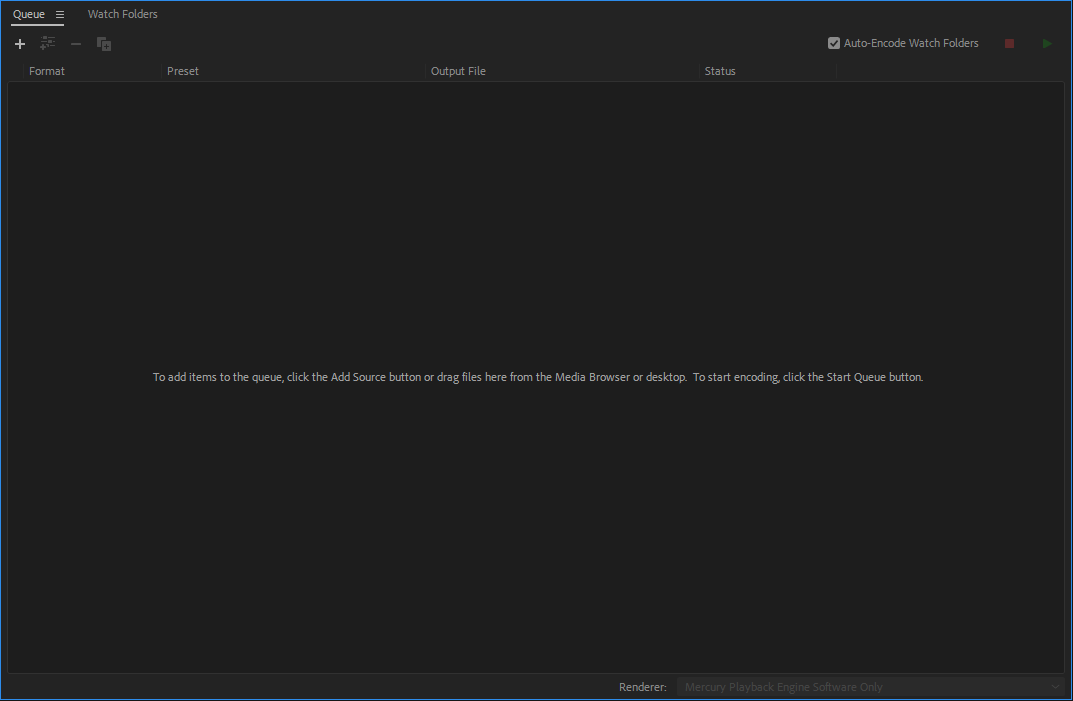 Queue Watch Folders
Auto-Encode Watch Folders
Format Preset Output File Status
To add items to the queue, click the Add Source button or drag files here from the Media Browser or desktop. To start encoding, click the Start Queue button.
Renderer: Mercury Playback Engine Software Only